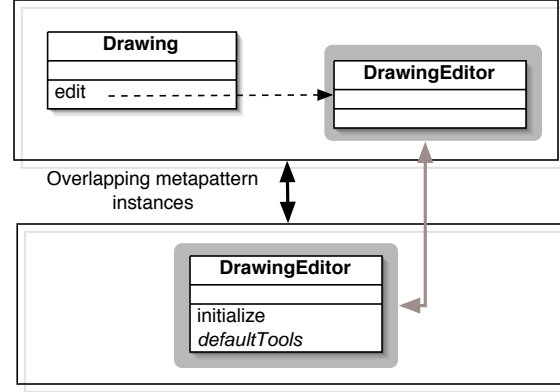 Drawing
edit
DrawingEditor
Overlapping metapattern
instances
DrawingEditor
initialize
defaultTools